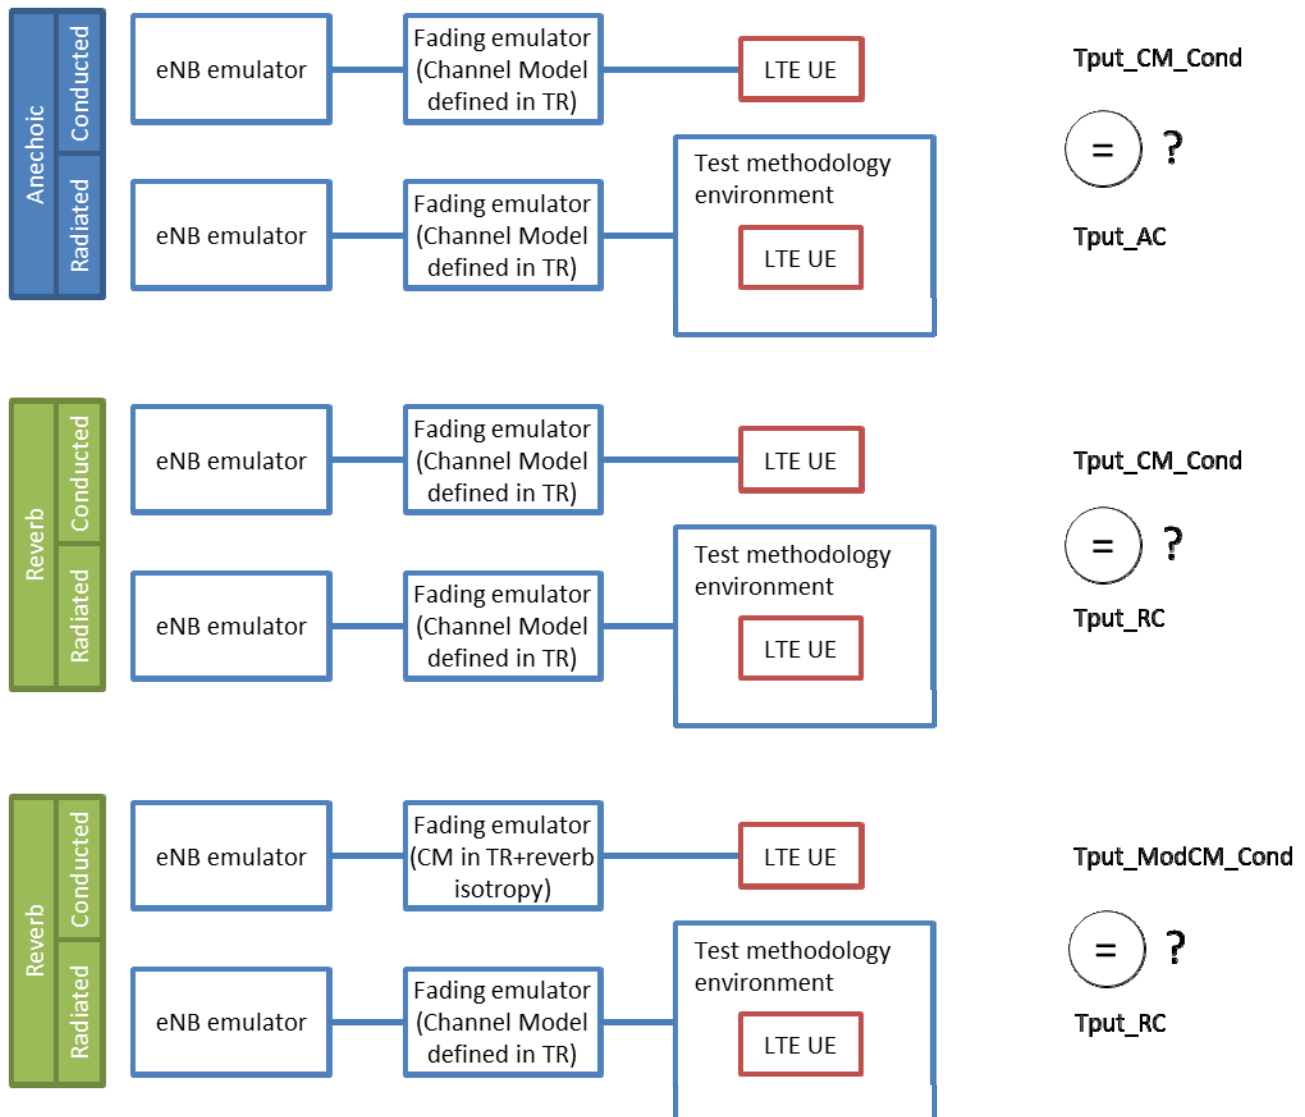 Anechoic
Conducted
Radiated
eNB emulator
Fading emulator
(Channel Model
defined in TR)
LTE UE
Tput_CM_Cond
= ?
eNB emulator
Fading emulator
(Channel Model
defined in TR)
Test methodology
environment
LTE UE
Tput_AC
Reverb
Conducted
Radiated
eNB emulator
Fading emulator
(Channel Model
defined in TR)
LTE UE
Tput_CM_Cond
= ?
eNB emulator
Fading emulator
(Channel Model
defined in TR)
Test methodology
environment
LTE UE
Tput_RC
Reverb
Conducted
Radiated
eNB emulator
Fading emulator
(CM in TR+reverb
isotropy)
LTE UE
Tput_ModCM_Cond
= ?
eNB emulator
Fading emulator
(Channel Model
defined in TR)
Test methodology
environment
LTE UE
Tput_RC